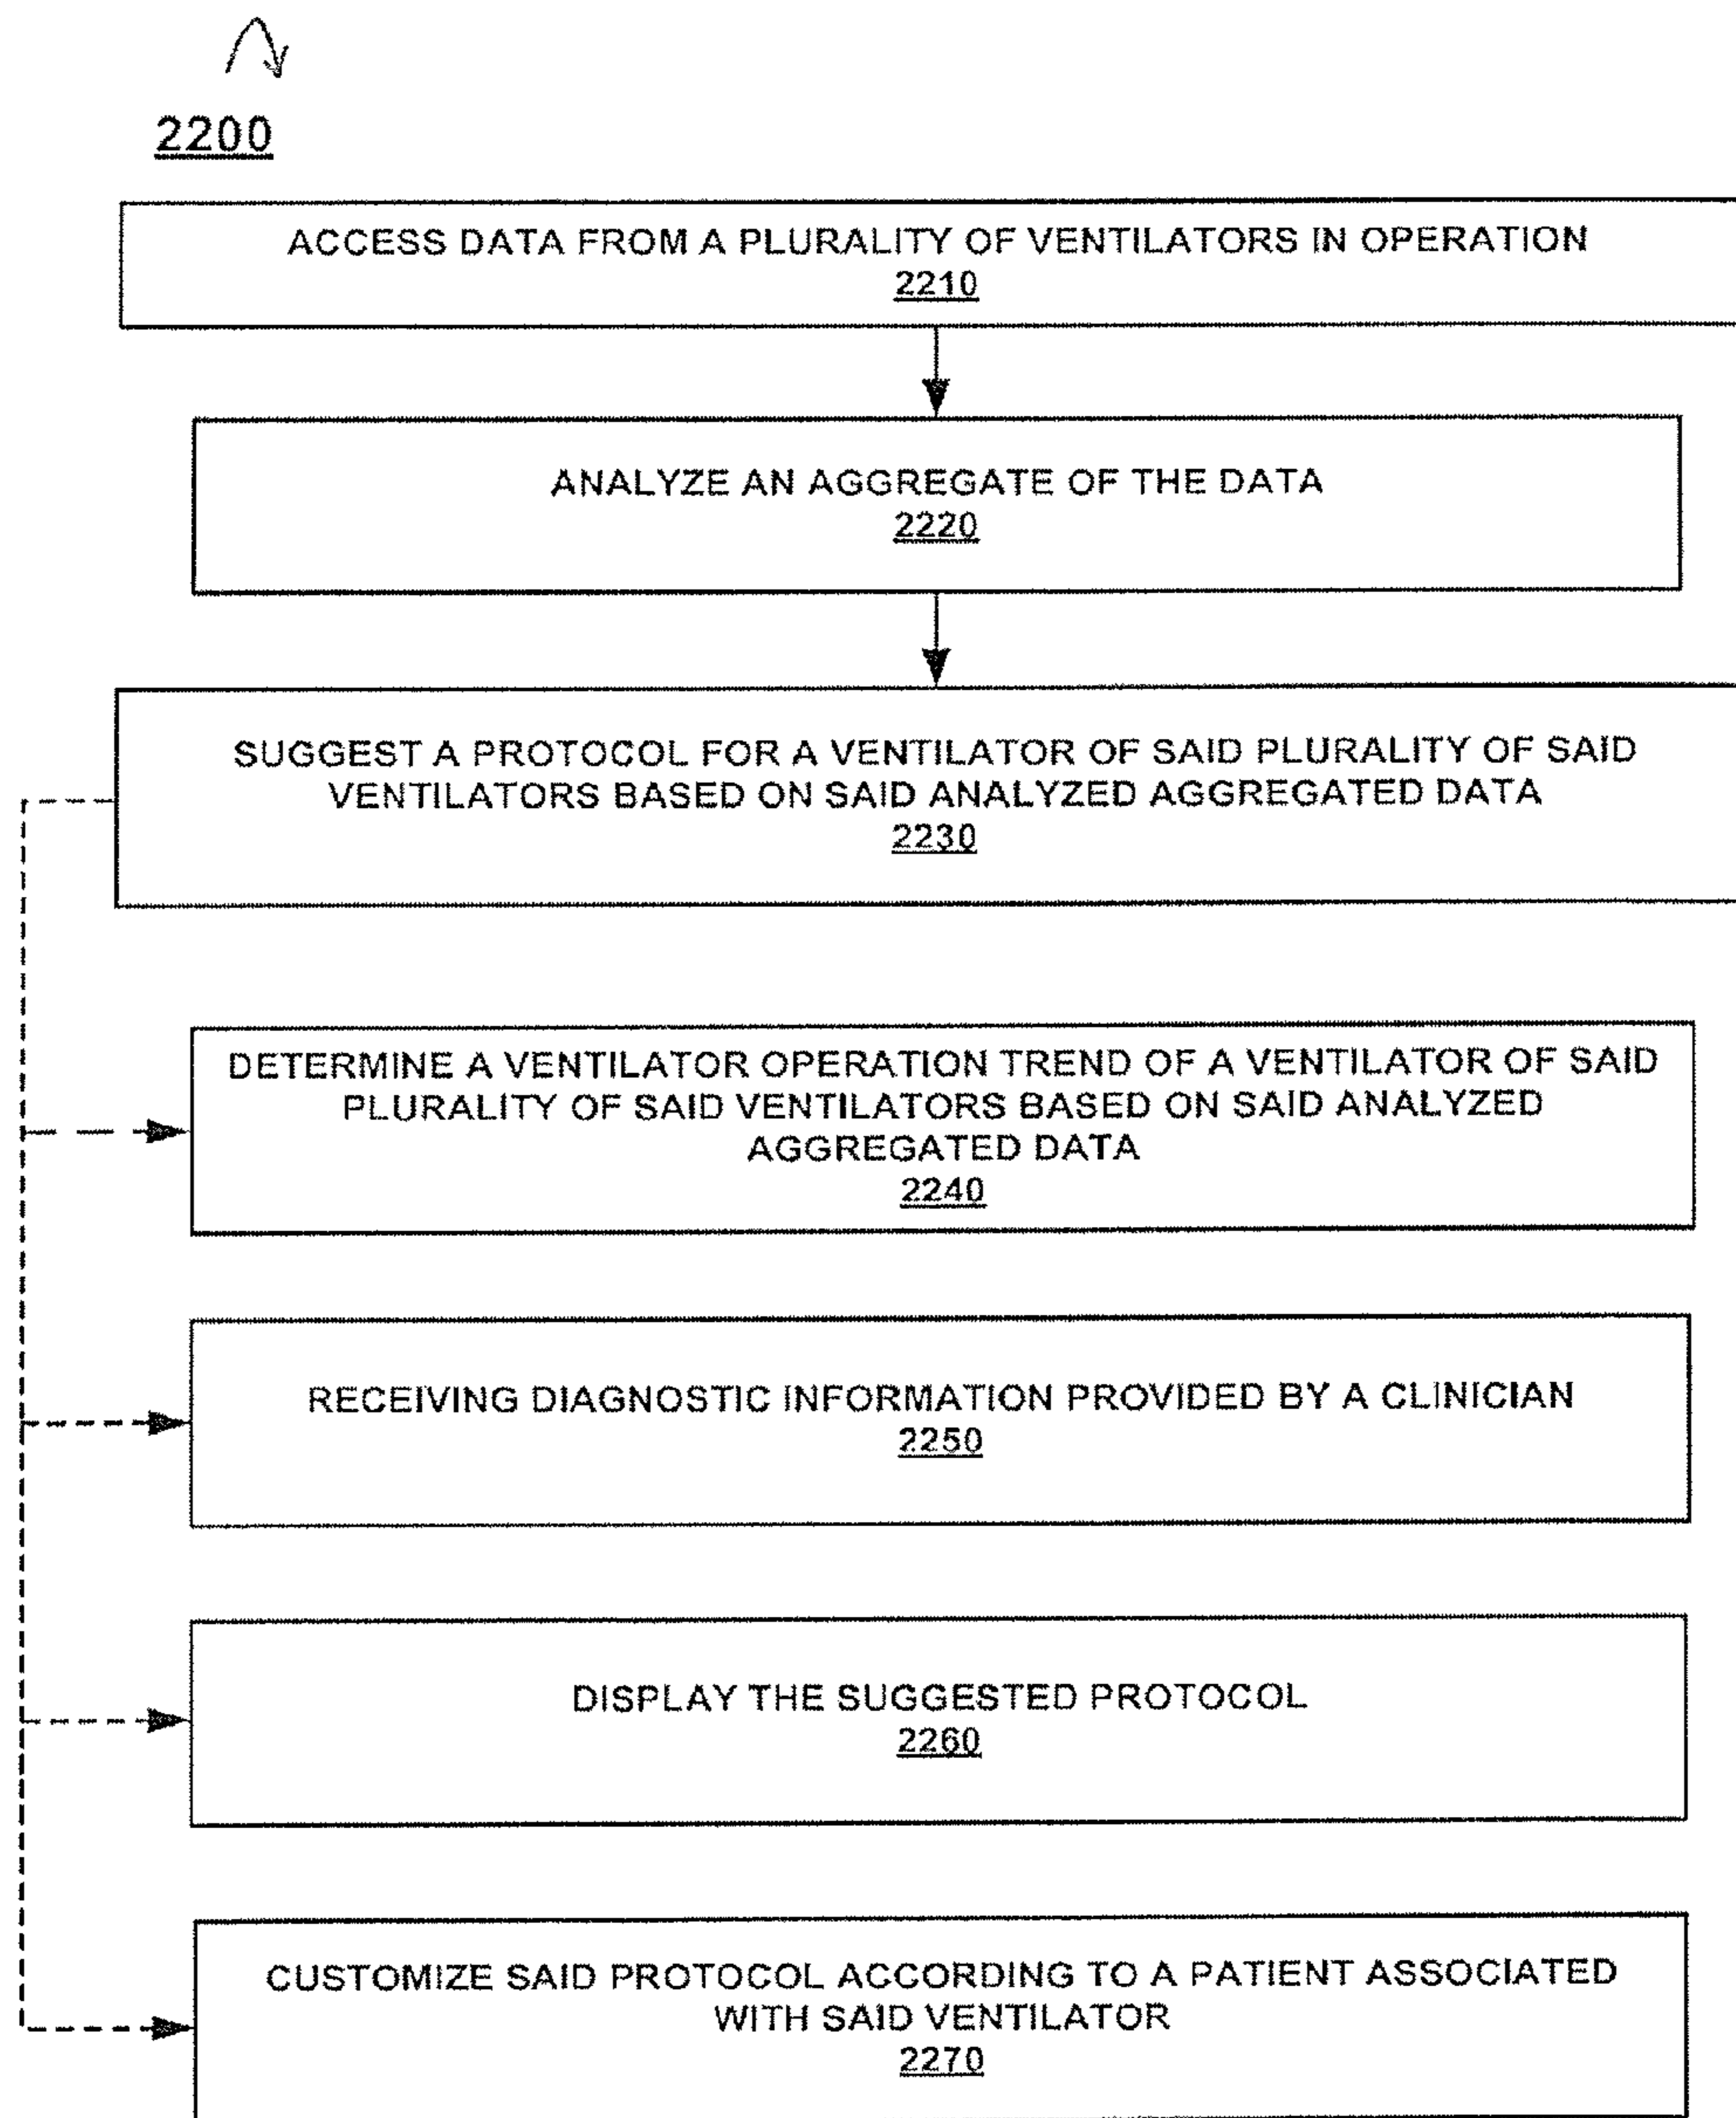 2200
ACCESS DATA FROM A PLURALITY OF VENTILATORS IN OPERATION
2210
ANALYZE AN AGGREGATE OF THE DATA
2220
SUGGEST A PROTOCOL FOR A VENTILATOR OF SAID PLURALITY OF SAID
VENTILATORS BASED ON SAID ANALYZED AGGREGATED DATA
2230
DETERMINE A VENTILATOR OPERATION TREND OF A VENTILATOR OF SAID
PLURALITY OF SAID VENTILATORS BASED ON SAID ANALYZED
AGGREGATED DATA
2240
RECEIVING DIAGNOSTIC INFORMATION PROVIDED BY A CLINICIAN
2250
DISPLAY THE SUGGESTED PROTOCOL
2260
CUSTOMIZE SAID PROTOCOL ACCORDING TO A PATIENT ASSOCIATED
WITH SAID VENTILATOR
2270